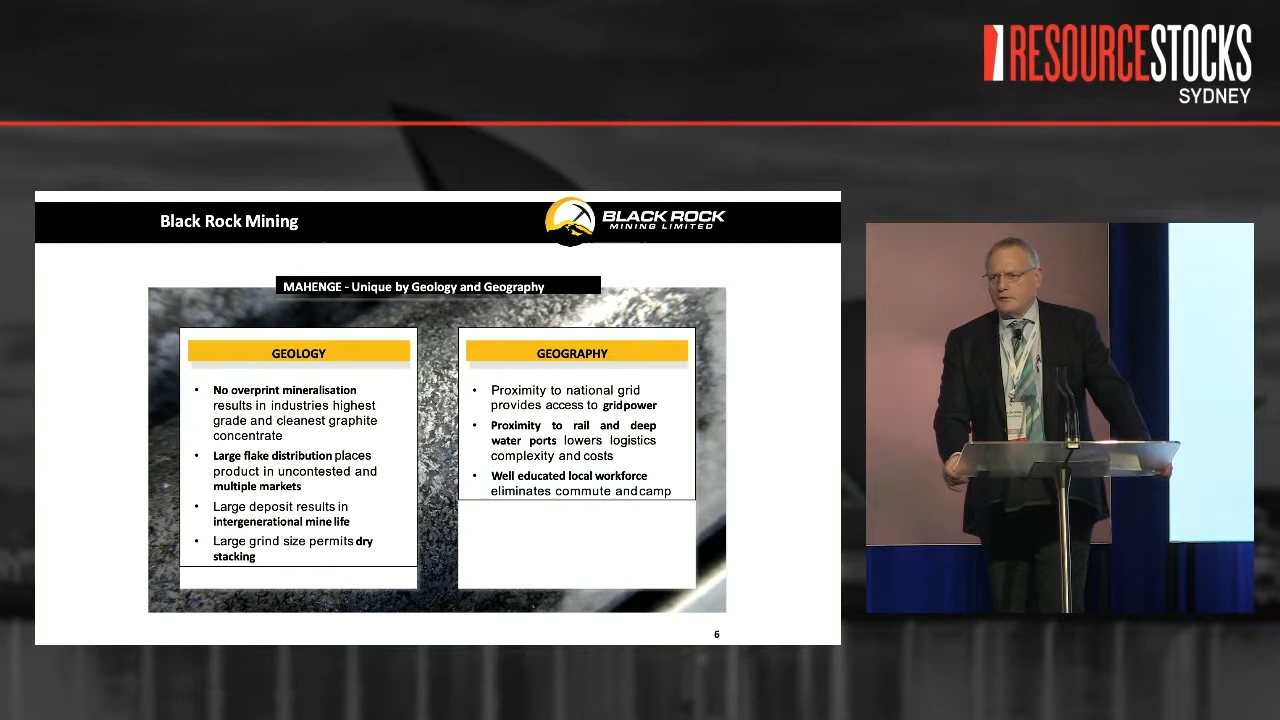 RESOURCESTOCKS
SYDNEY
Black Rock Mining
BLACK ROCK
MINING LIMITED
MAHENGE - Unique by Geology and Geography
GEOLOGY
• No overprint mineralisation
results in industries highest
grade and cleanest graphite
concentrate
• Large flake distribution places
product in uncontested and
multiple markets
• Large deposit results in
intergenerational mine life
• Large grind size permits dry
stacking
GEOGRAPHY
• Proximity to national grid
provides access to gridpower
• Proximity to rail and deep
water ports lowers logistics
complexity and costs
• Well educated local workforce
eliminates commute and camp
6